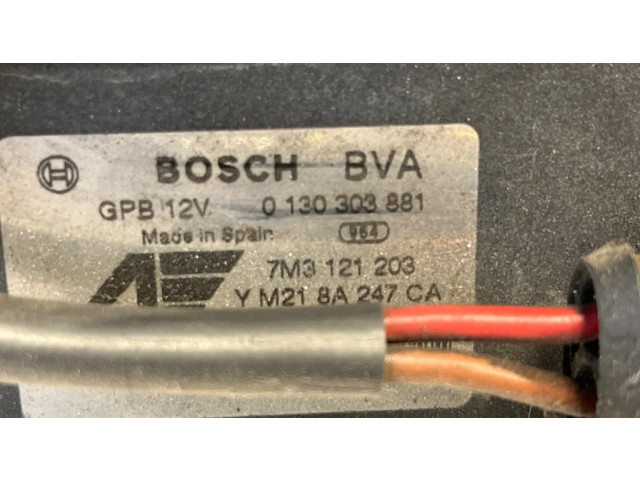 BOSCH BVA
GPB 12V. 0 130 303 881
Made in Spain 964
7M3 121 203
Y M21 8A 247 CA